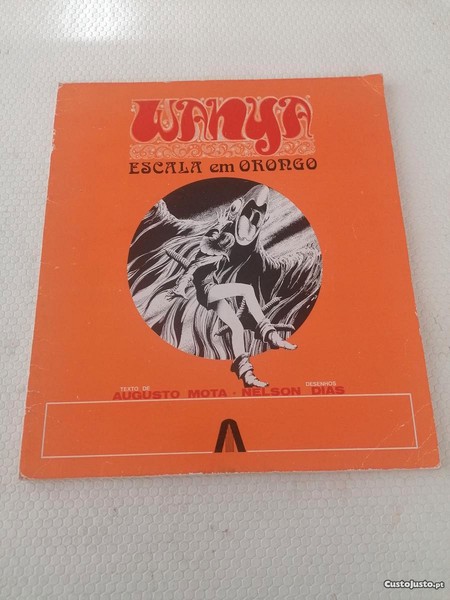 WANYA
ESCALA em ORONGO
TEXTO DE
DESENHOS
AUGUSTO MOTA • NELSON DIAS
CustoJusto.pt